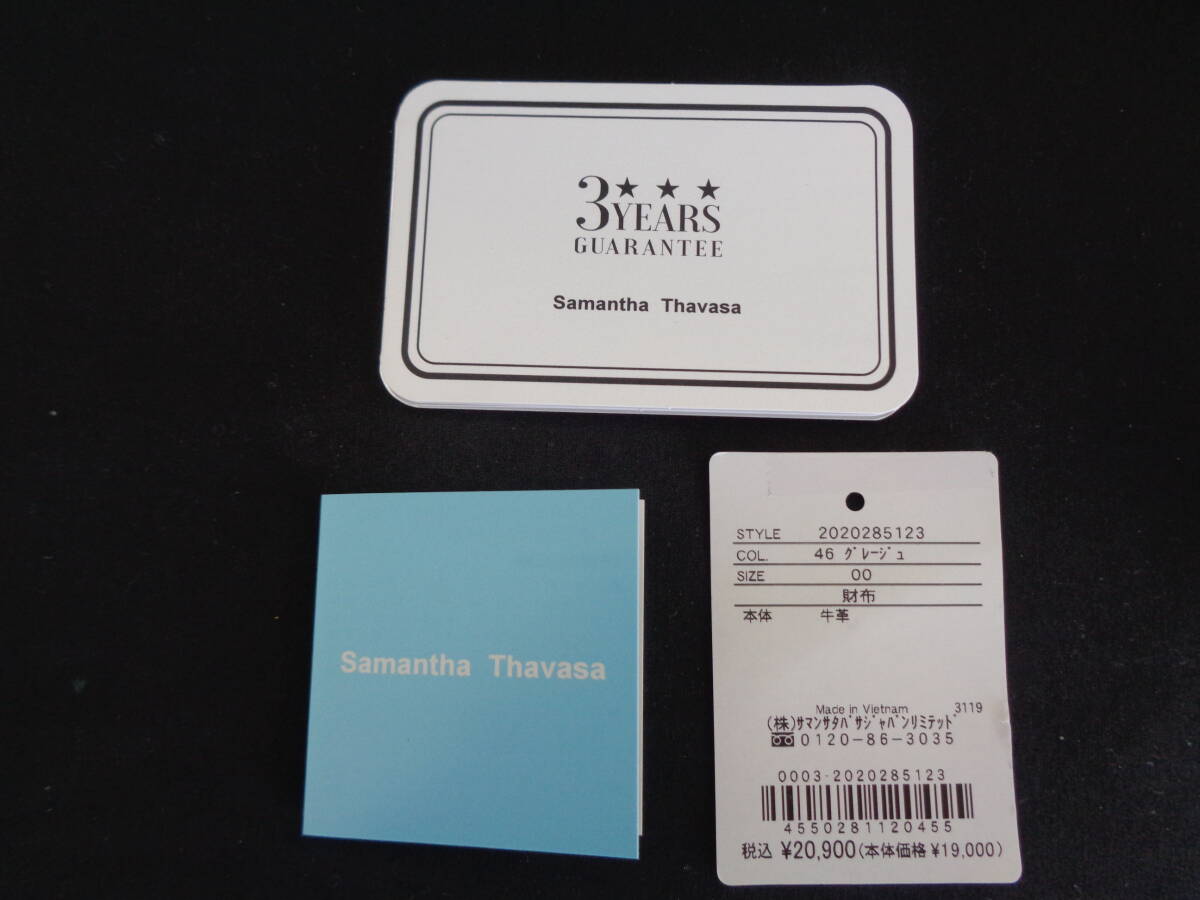 3★★★
YEARS
GUARANTEE
Samantha Thavasa
Samantha Thavasa
STYLE 2020285123
COL. 46 ｸﾞﾚｰｼﾞｭ
SIZE 00
財布
本体 牛革
Made in Vietnam 3119
(株)ｻﾏﾝｻﾀﾊﾞｻｼﾞｬﾊﾟﾝﾘﾐﾃｯﾄﾞ
0120-86-3035
0003-2020285123
4550281120455
税込 ¥20,900(本体価格 ¥19,000)